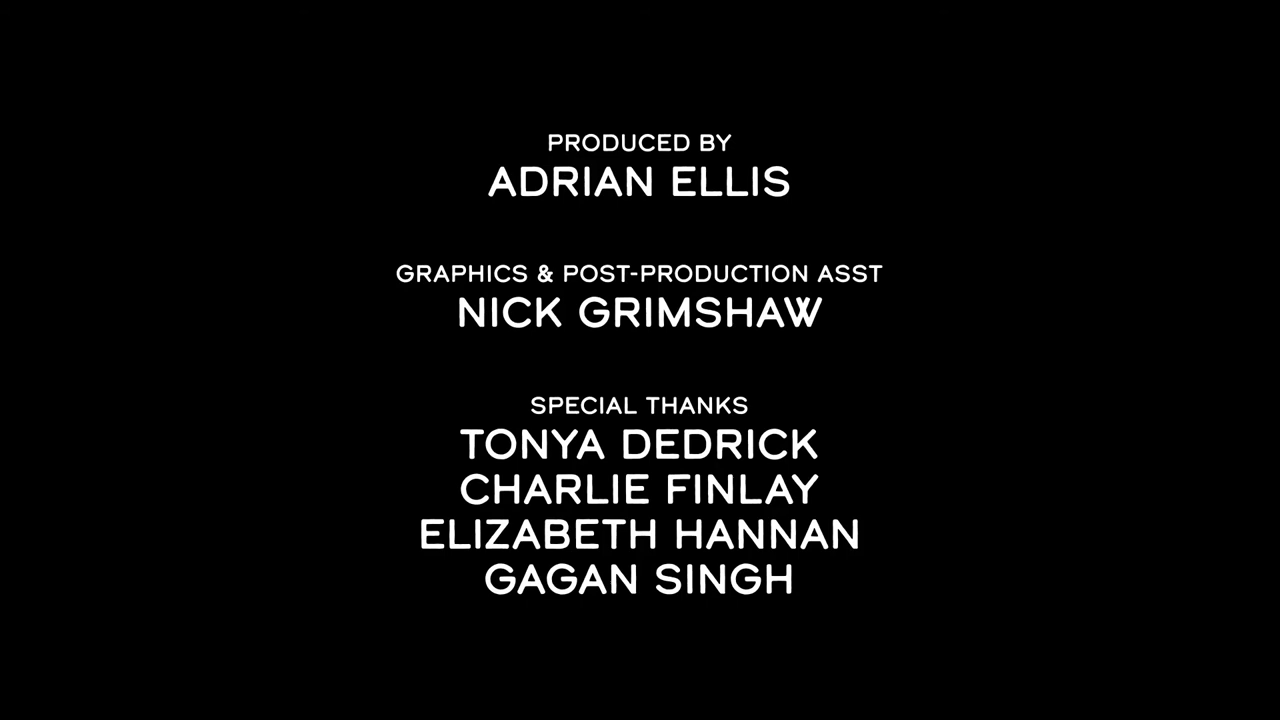 PRODUCED BY
ADRIAN ELLIS
GRAPHICS & POST-PRODUCTION ASST
NICK GRIMSHAW
SPECIAL THANKS
TONYA DEDRICK
CHARLIE FINLAY
ELIZABETH HANNAN
GAGAN SINGH